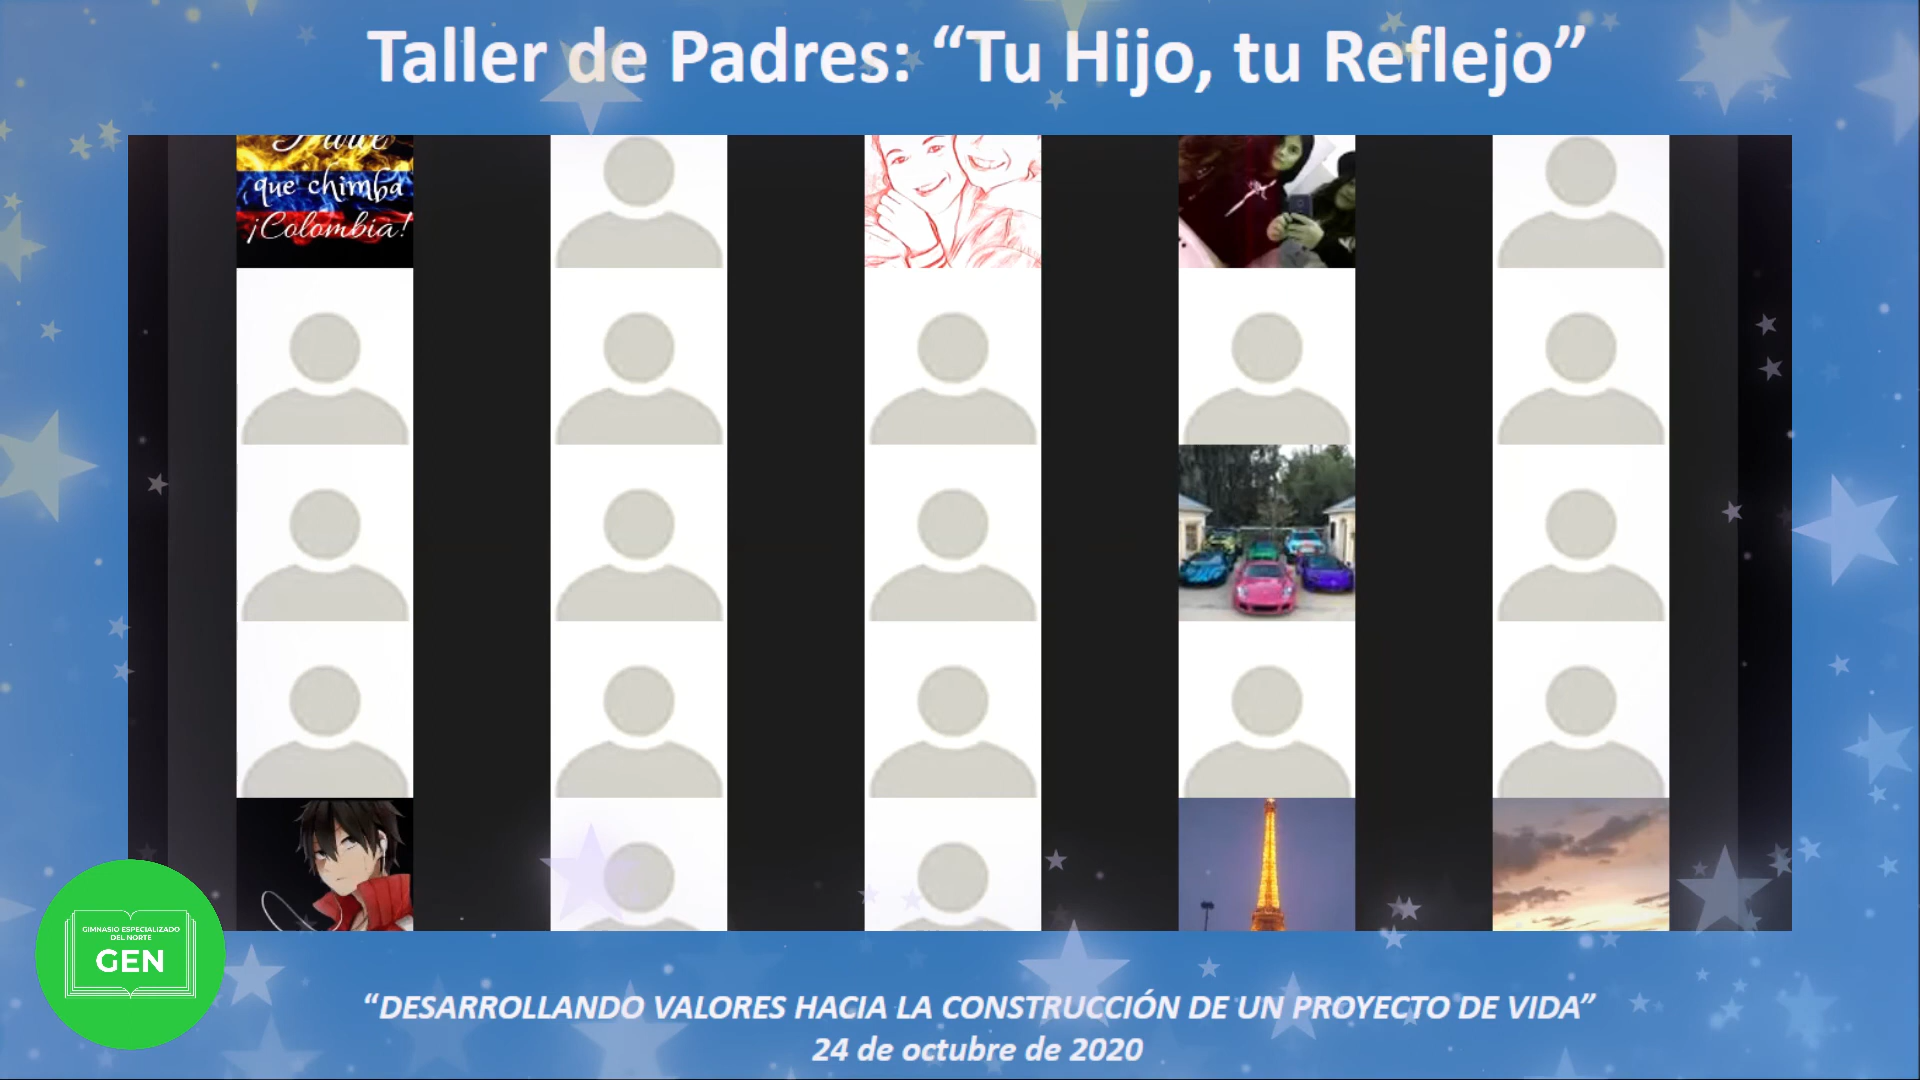 Taller de Padres: “Tu Hijo, tu Reflejo”
que chimba
¡Colombia!
GIMNASIO ESPECIALIZADO
DEL NORTE
GEN
“DESARROLLANDO VALORES HACIA LA CONSTRUCCIÓN DE UN PROYECTO DE VIDA”
24 de octubre de 2020